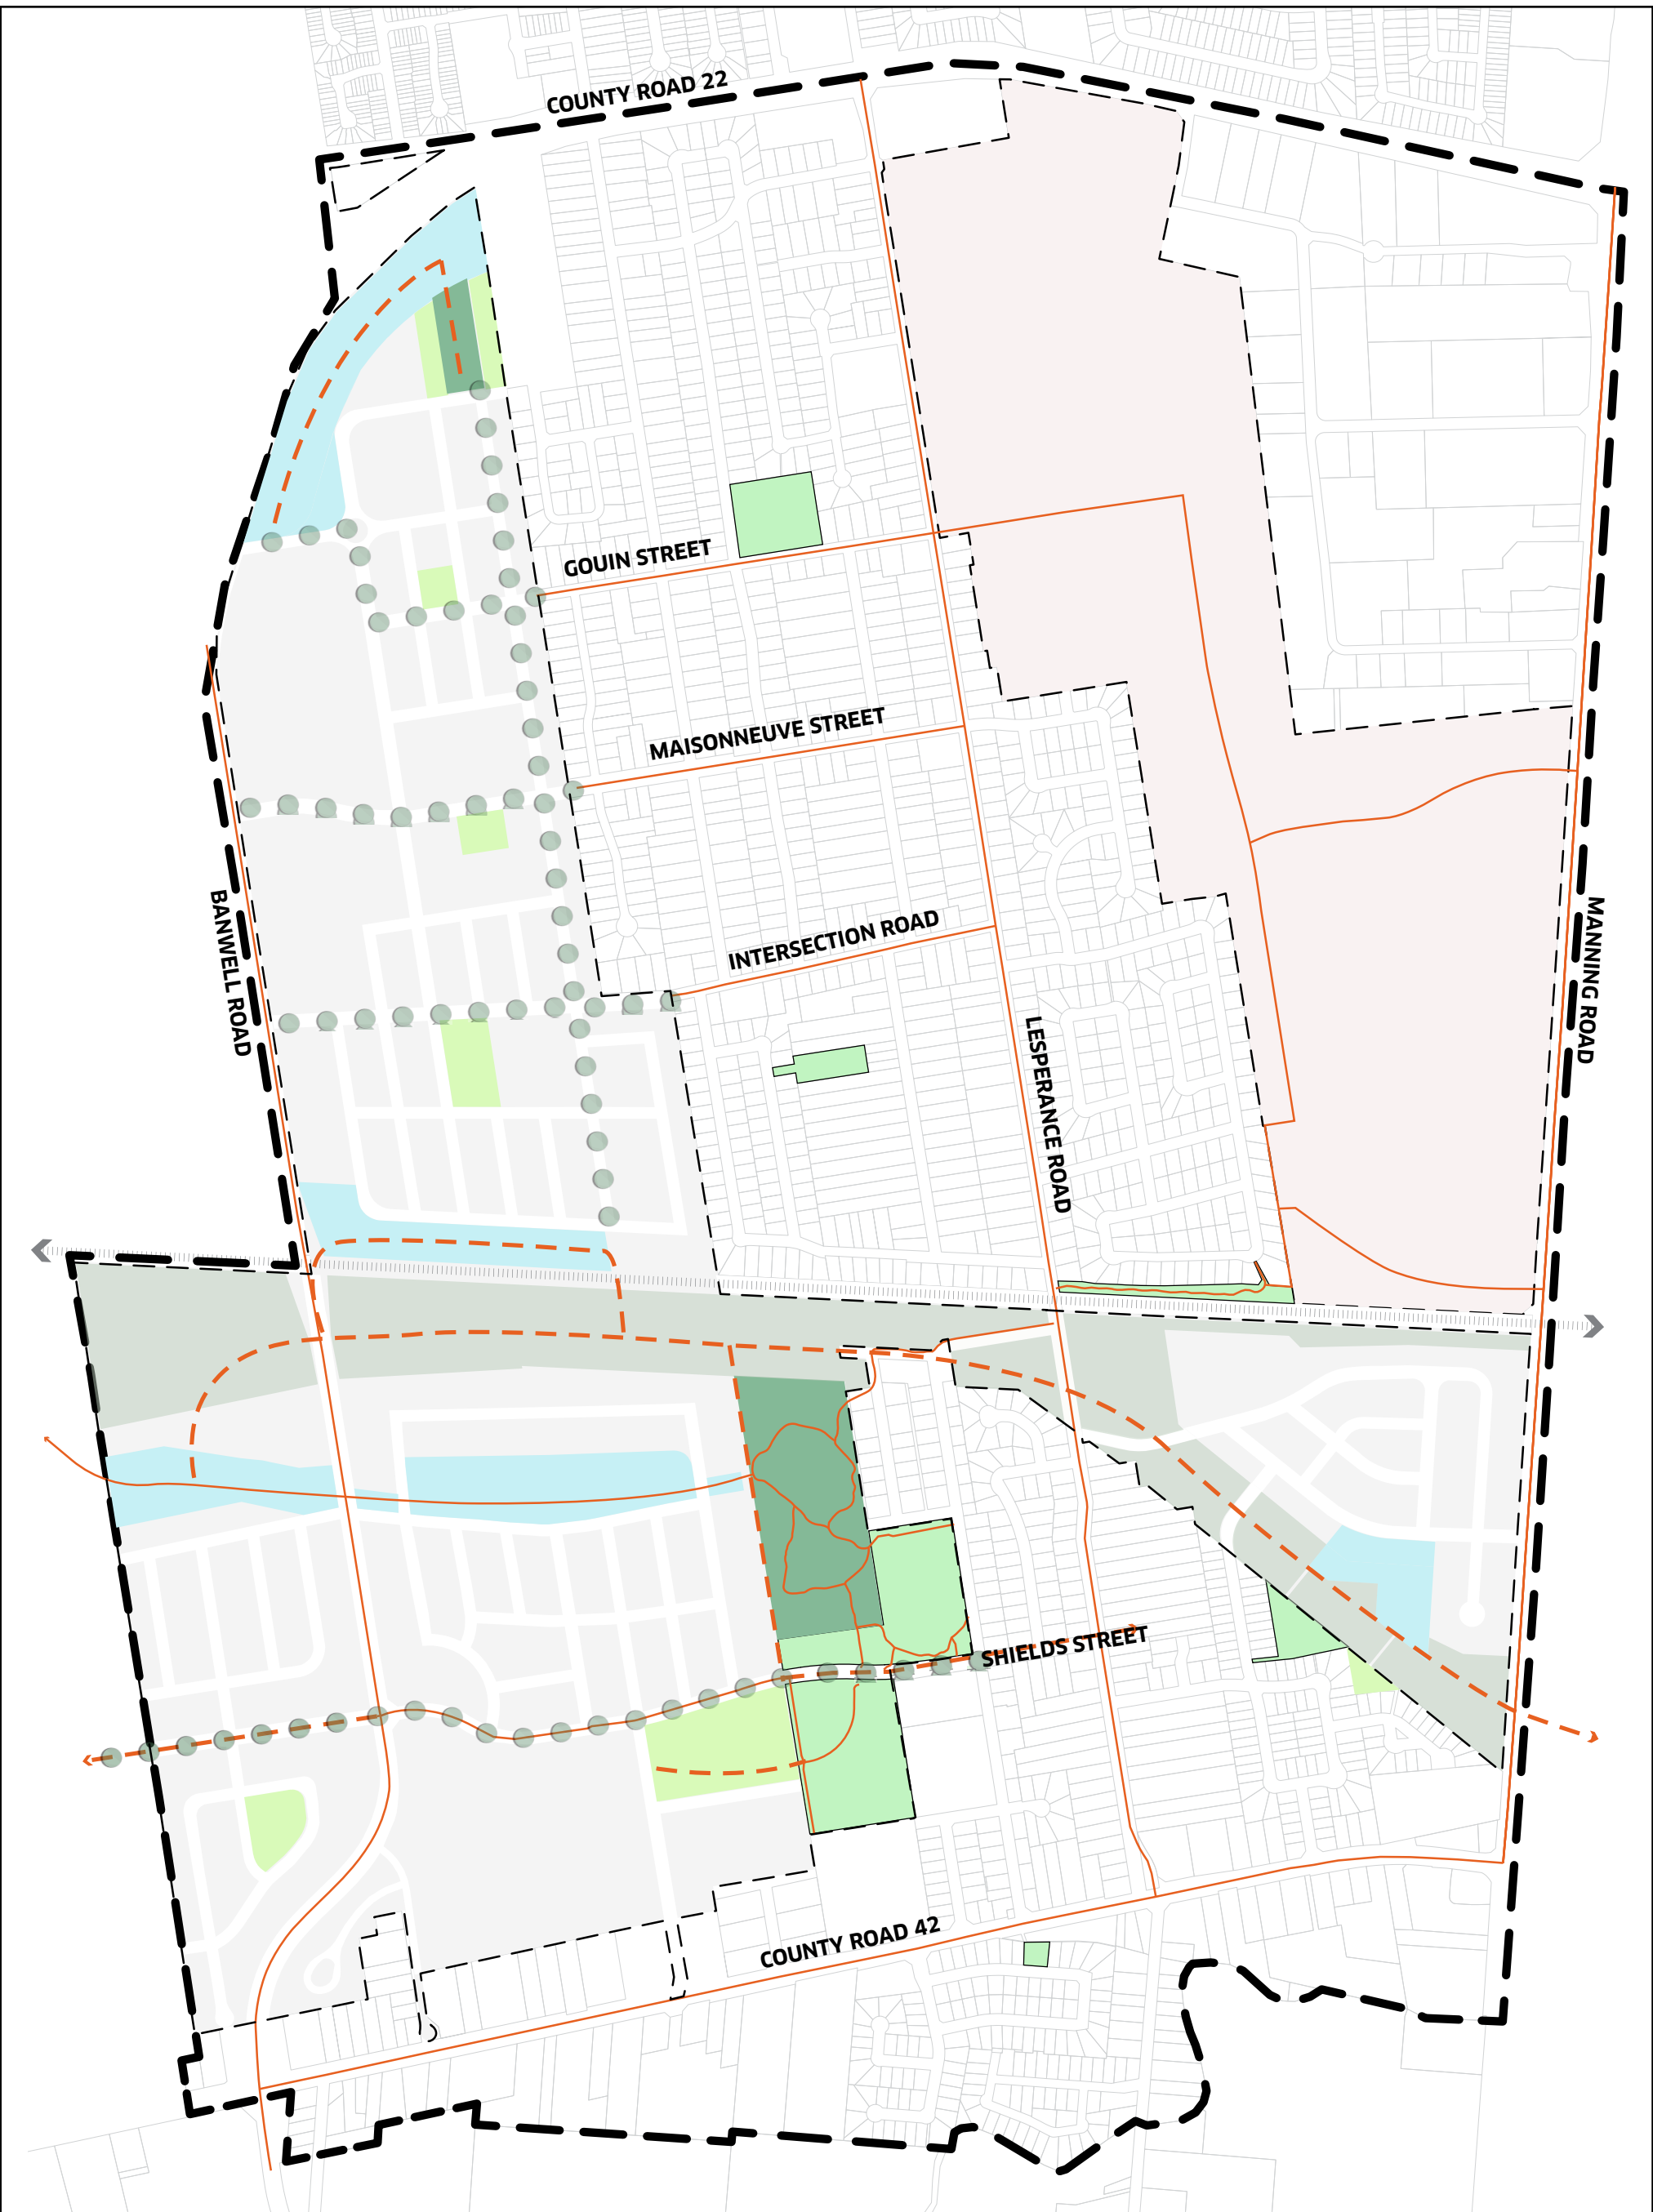 COUNTY ROAD 22
GOUIN STREET
MAISONNEUVE STREET
INTERSECTION ROAD
BANWELL ROAD
MANNING ROAD
LESPERANCE ROAD
SHIELDS STREET
COUNTY ROAD 42